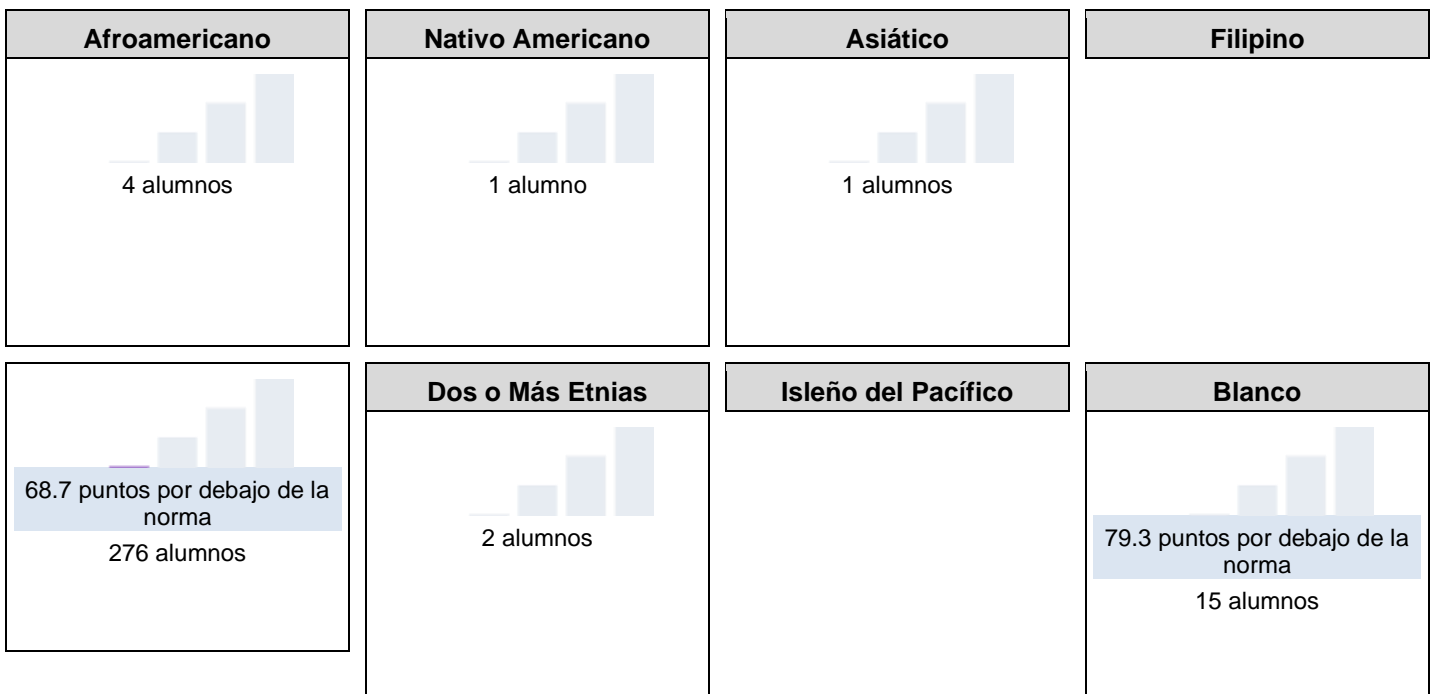 Afroamericano
Nativo Americano
Asiático
Filipino
4 alumnos
1 alumno
1 alumnos
68.7 puntos por debajo de la
norma
276 alumnos
Dos o Más Etnias
2 alumnos
Isleño del Pacífico
Blanco
79.3 puntos por debajo de la
norma
15 alumnos